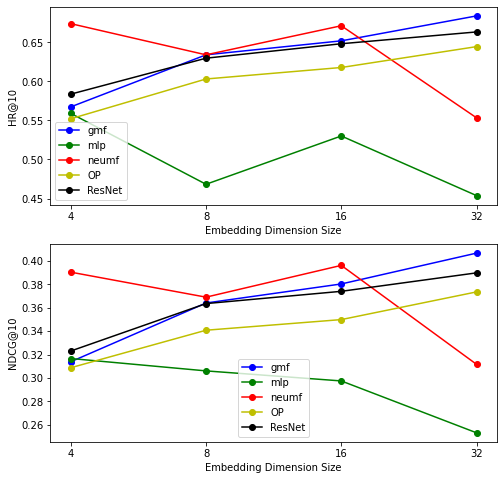 HR@10
0.65
0.60
0.55
0.50
0.45
gmf
mlp
neumf
OP
ResNet
4 8 16 32
Embedding Dimension Size
NDCG@10
0.40
0.38
0.36
0.34
0.32
0.30
0.28
0.26
gmf
mlp
neumf
OP
ResNet
4 8 16 32
Embedding Dimension Size